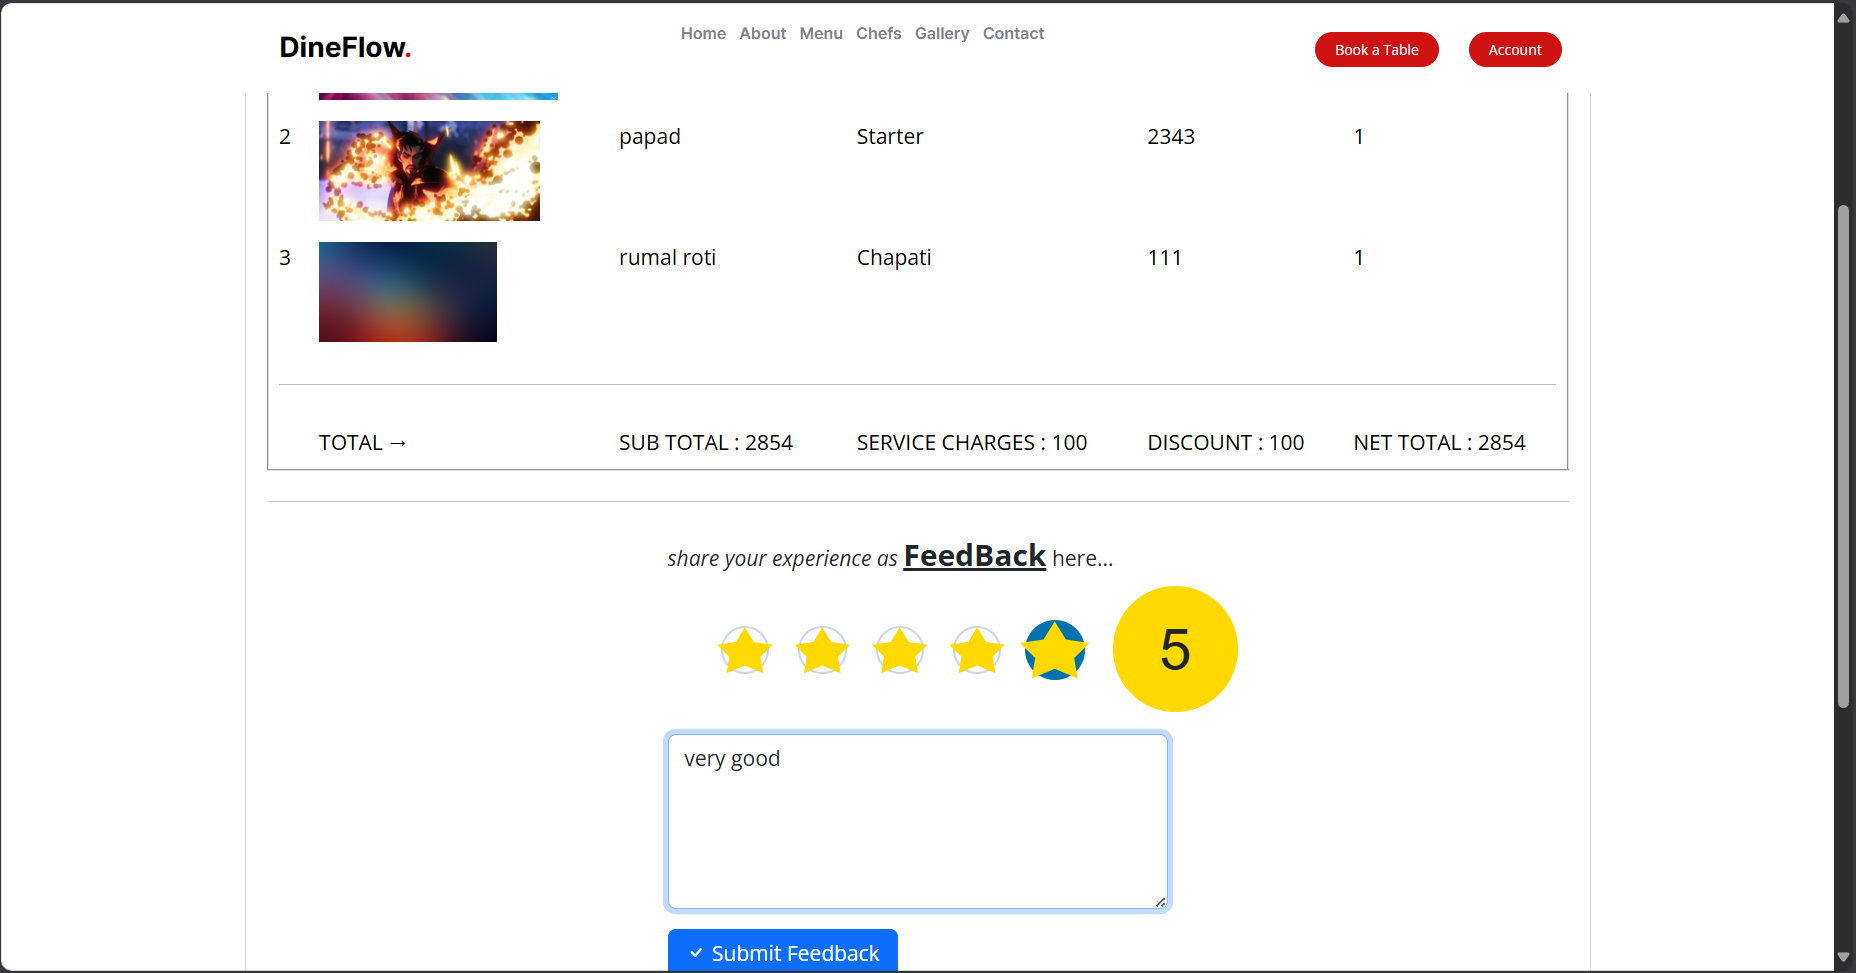 DineFlow.
Home About Menu Chefs Gallery Contact
Book a Table Account
2 papad Starter 2343 1
3 rumal roti Chapati 111 1
TOTAL → SUB TOTAL : 2854 SERVICE CHARGES : 100 DISCOUNT : 100 NET TOTAL : 2854
share your experience as FeedBack here...
5
very good
Submit Feedback